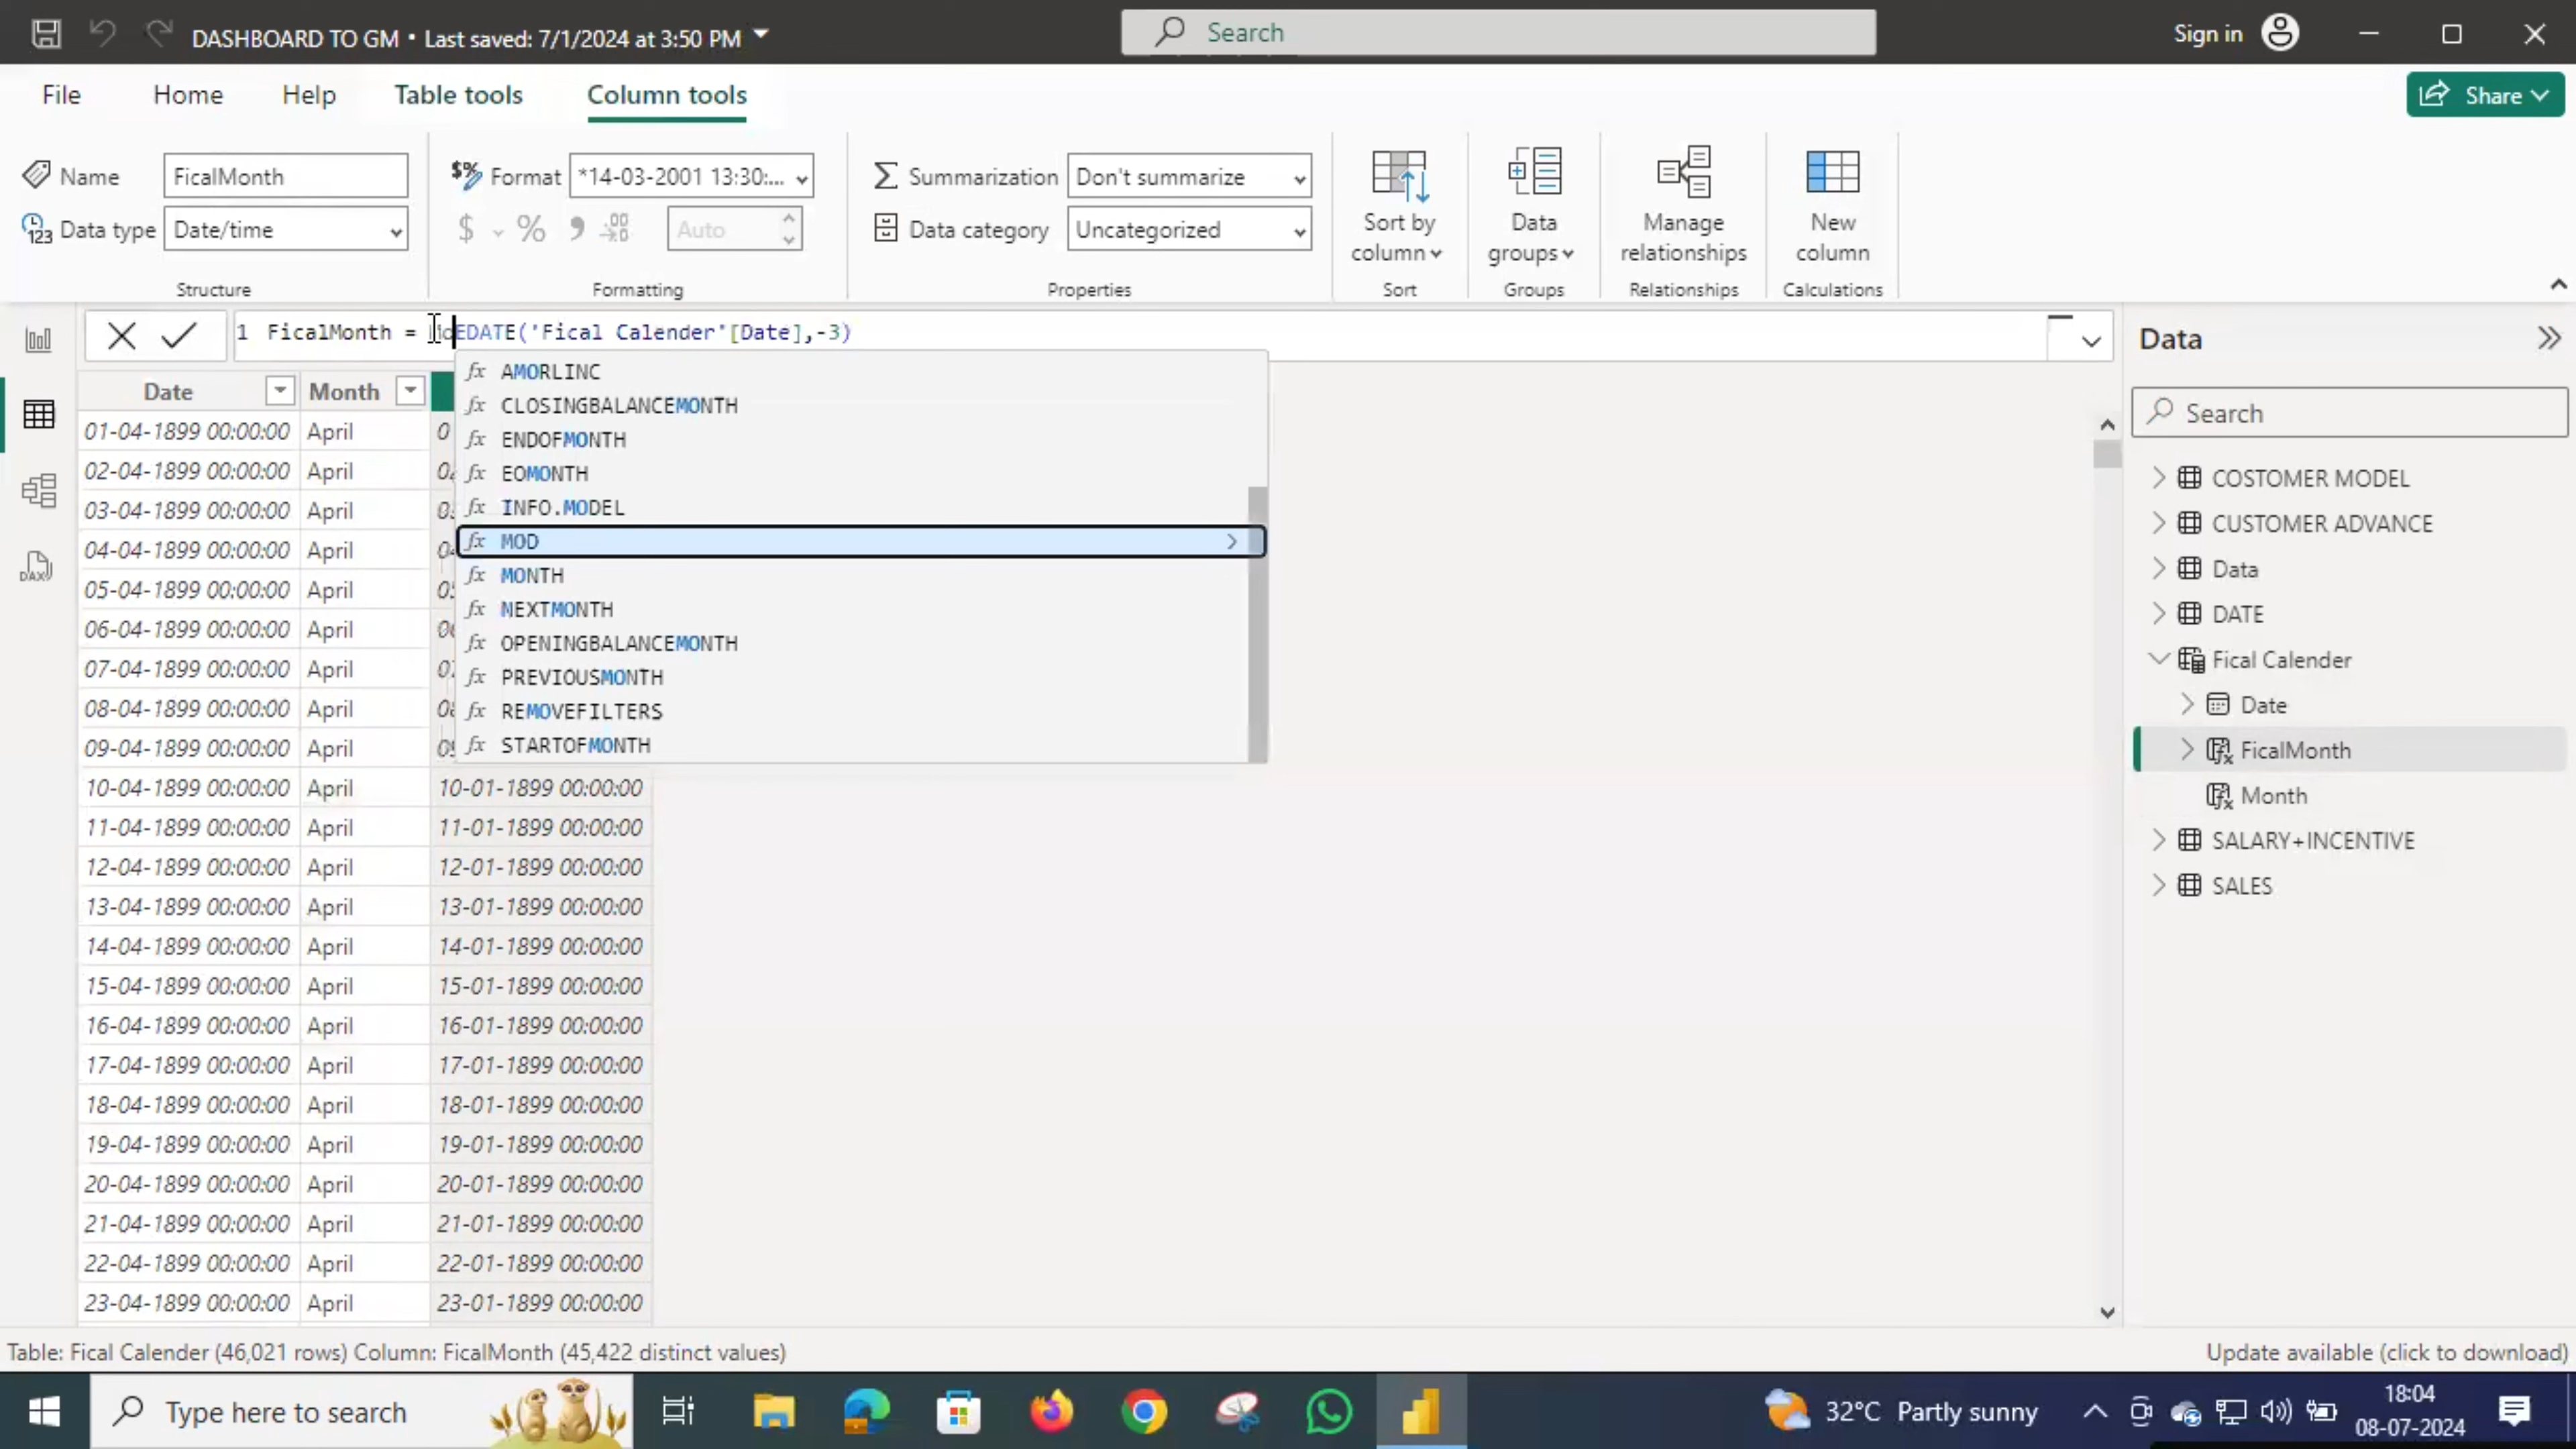 DASHBOARD TO GM • Last saved: 7/1/2024 at 3:50 PM
Search
Sign in
File
Home
Help
Table tools
Column tools
Share
Name
FicalMonth
Data type
Date/time
Structure
Format
*14-03-2001 13:30:...
$ %
Auto
Formatting
Summarization
Don't summarize
Data category
Uncategorized
Properties
Sort by column
Sort
Data groups
Groups
Manage relationships
Relationships
New column
Calculations
1 FicalMonth = MoEDATE('Fical Calender'[Date],-3)
AMORLINC
CLOSINGBALANCEMONTH
ENDOFMONTH
EOMONTH
INFO.MODEL
MOD
MONTH
NEXTMONTH
OPENINGBALANCEMONTH
PREVIOUSMONTH
REMOVEFILTERS
STARTOFMONTH
Date Month
01-04-1899 00:00:00 April
02-04-1899 00:00:00 April
03-04-1899 00:00:00 April
04-04-1899 00:00:00 April
05-04-1899 00:00:00 April
06-04-1899 00:00:00 April
07-04-1899 00:00:00 April
08-04-1899 00:00:00 April
09-04-1899 00:00:00 April
10-04-1899 00:00:00 April 10-01-1899 00:00:00
11-04-1899 00:00:00 April 11-01-1899 00:00:00
12-04-1899 00:00:00 April 12-01-1899 00:00:00
13-04-1899 00:00:00 April 13-01-1899 00:00:00
14-04-1899 00:00:00 April 14-01-1899 00:00:00
15-04-1899 00:00:00 April 15-01-1899 00:00:00
16-04-1899 00:00:00 April 16-01-1899 00:00:00
17-04-1899 00:00:00 April 17-01-1899 00:00:00
18-04-1899 00:00:00 April 18-01-1899 00:00:00
19-04-1899 00:00:00 April 19-01-1899 00:00:00
20-04-1899 00:00:00 April 20-01-1899 00:00:00
21-04-1899 00:00:00 April 21-01-1899 00:00:00
22-04-1899 00:00:00 April 22-01-1899 00:00:00
23-04-1899 00:00:00 April 23-01-1899 00:00:00
Data
Search
COSTOMER MODEL
CUSTOMER ADVANCE
Data
DATE
Fical Calender
Date
FicalMonth
Month
SALARY+INCENTIVE
SALES
Table: Fical Calender (46,021 rows) Column: FicalMonth (45,422 distinct values)
Update available (click to download)
Type here to search
32°C Partly sunny
18:04
08-07-2024